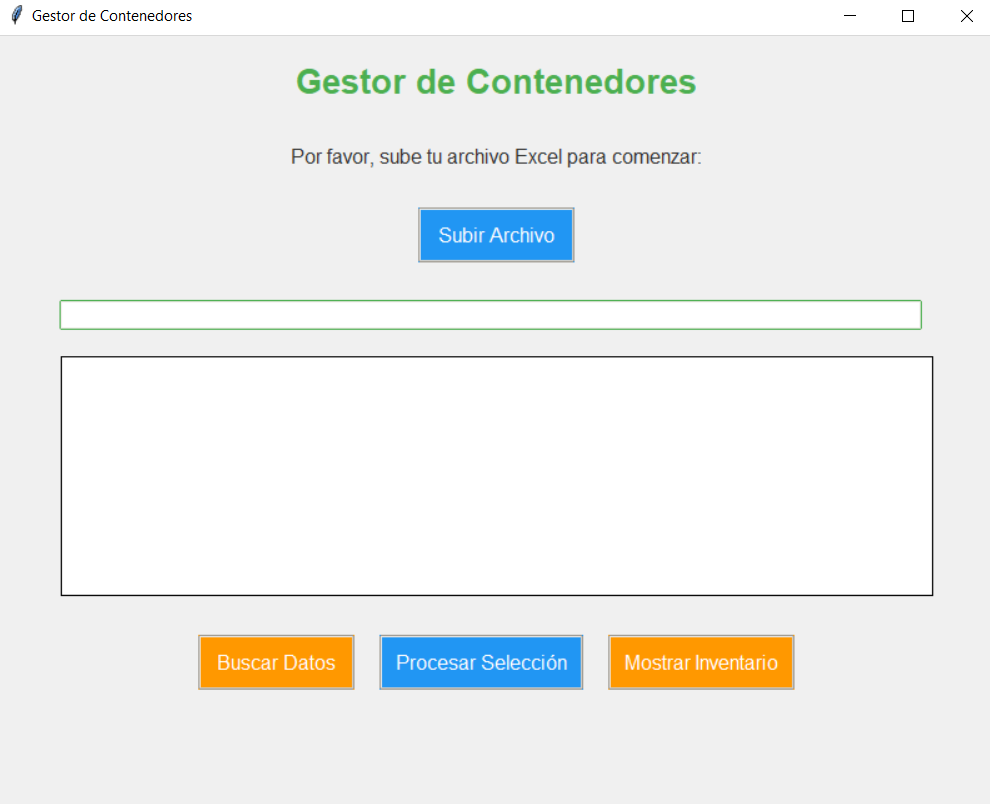 Gestor de Contenedores
Gestor de Contenedores
Por favor, sube tu archivo Excel para comenzar:
Subir Archivo
Buscar Datos
Procesar Selección
Mostrar Inventario